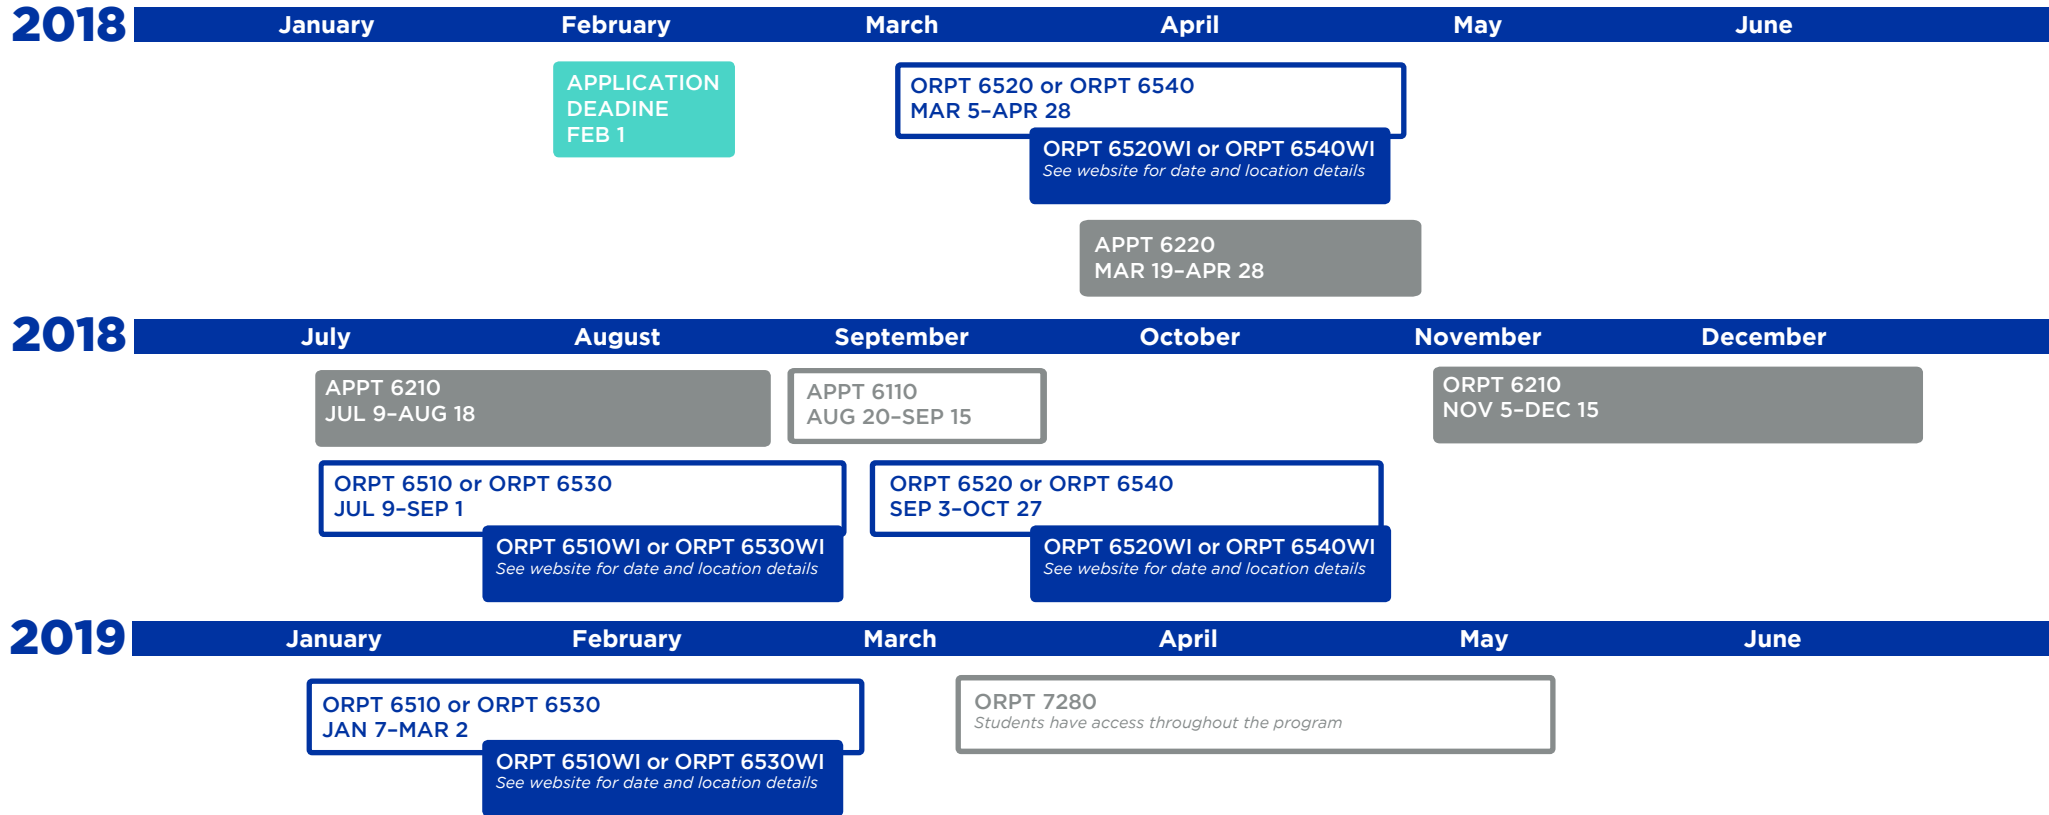 2018 January February March April May June
APPLICATION
DEADINE
FEB 1
ORPT 6520 or ORPT 6540
MAR 5–APR 28
ORPT 6520WI or ORPT 6540WI
See website for date and location details
APPT 6220
MAR 19–APR 28
2018 July August September October November December
APPT 6210
JUL 9–AUG 18
APPT 6110
AUG 20–SEP 15
ORPT 6210
NOV 5–DEC 15
ORPT 6510 or ORPT 6530
JUL 9–SEP 1
ORPT 6510WI or ORPT 6530WI
See website for date and location details
ORPT 6520 or ORPT 6540
SEP 3–OCT 27
ORPT 6520WI or ORPT 6540WI
See website for date and location details
2019 January February March April May June
ORPT 6510 or ORPT 6530
JAN 7–MAR 2
ORPT 6510WI or ORPT 6530WI
See website for date and location details
ORPT 7280
Students have access throughout the program